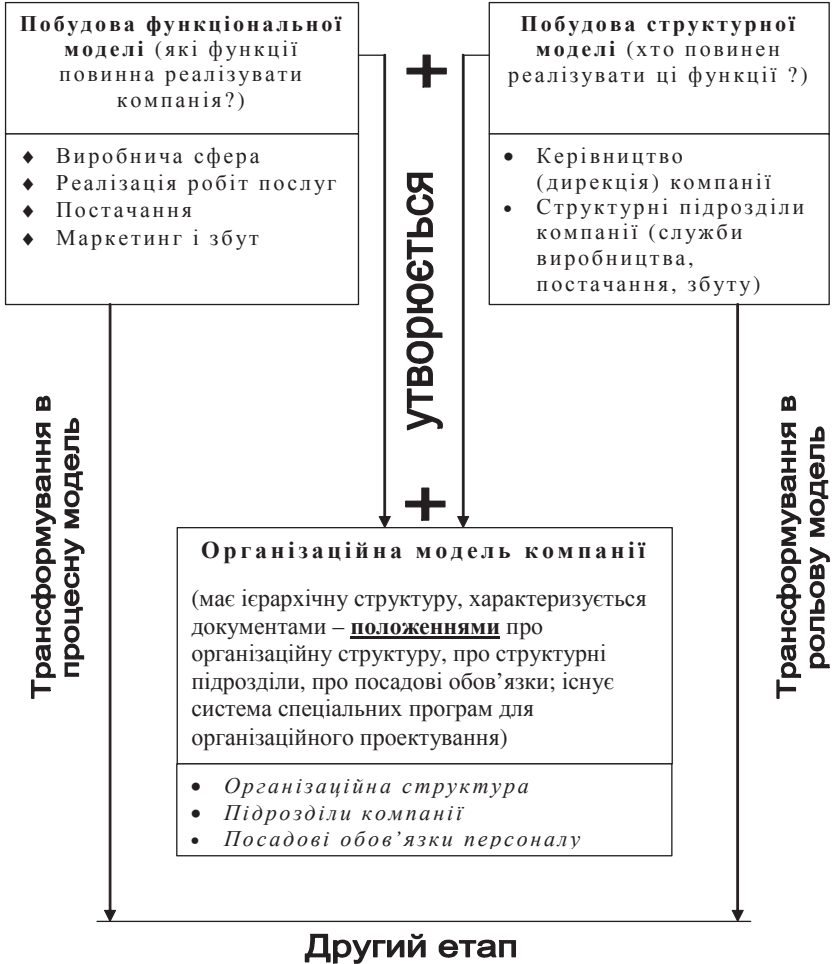 Побудова функціональної
моделі (які функції
повинна реалізувати
компанія?)
♦ Виробнича сфера
♦ Реалізація робіт послуг
♦ Постачання
♦ Маркетинг і збут
+
утворюється
+
Побудова структурної
моделі (хто повинен
реалізувати ці функції ?)
• Керівництво
(дирекція) компанії
• Структурні підрозділи
компанії (служби
виробництва,
постачання, збуту)
Трансформування в
процесну модель
Організаційна модель компанії
(має ієрархічну структуру, характеризується
документами – положеннями про
організаційну структуру, про структурні
підрозділи, про посадові обов’язки; існує
система спеціальних програм для
організаційного проектування)
• Організаційна структура
• Підрозділи компанії
• Посадові обов’язки персоналу
Трансформування в
рольову модель
Другий етап